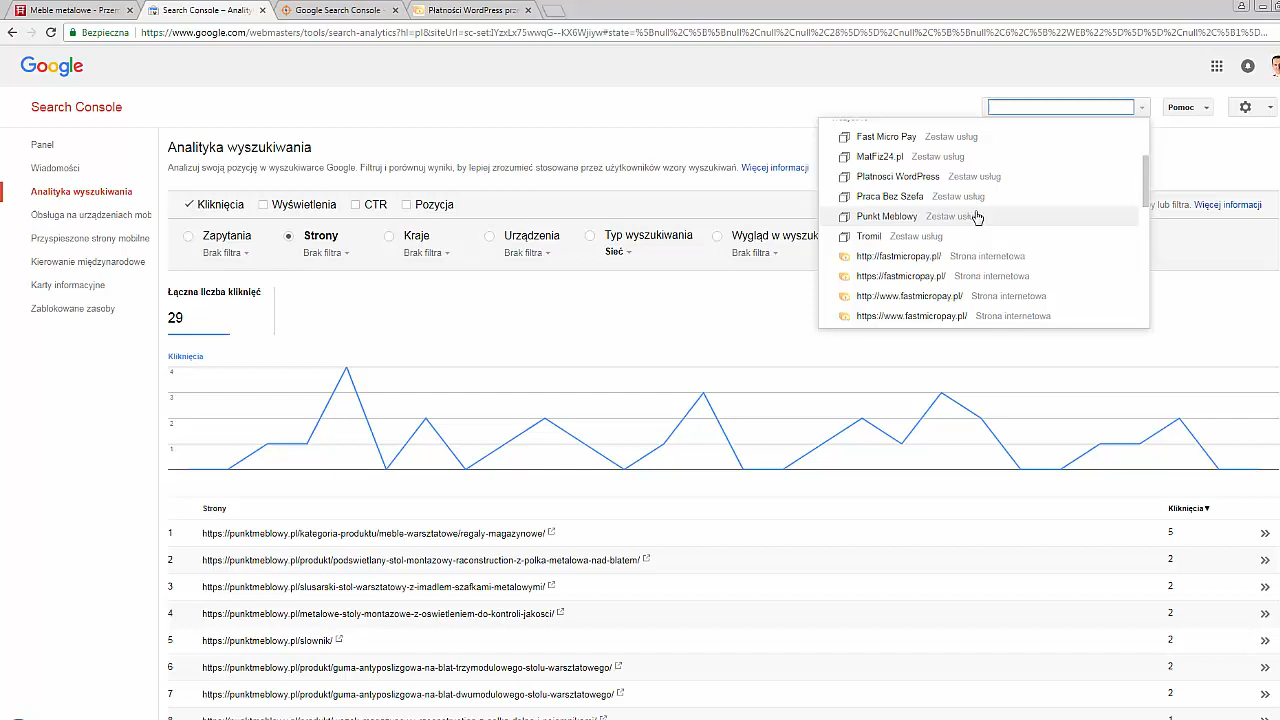 Meble metalowe - Przem
Search Console – Analityk
Google Search Console -
Płatności WordPress prze
Bezpieczna
https://www.google.com/webmasters/tools/search-analytics?hl=pl&siteUrl=sc-set:
Google
Search Console
Pomoc
Panel
Wiadomości
Analityka wyszukiwania
Obsługa na urządzeniach mob
Przyspieszone strony mobilne
Kierowanie międzynarodowe
Karty informacyjne
Zablokowane zasoby
Analityka wyszukiwania
Analizuj swoją pozycję w wyszukiwarce Google. Filtruj i porównuj wyniki, by lepiej zrozumieć stosowane przez użytkowników wzory wyszukiwań. Więcej informacji
Kliknięcia Wyświetlenia CTR Pozycja
y lub filtra. Więcej informacji
Zapytania Strony Kraje Urządzenia Typ wyszukiwania Wygląd w wyszuk
Brak filtra Brak filtra Brak filtra Brak filtra Sieć Brak filtra
Fast Micro Pay Zestaw usług
MatFiz24.pl Zestaw usług
Platnosci WordPress Zestaw usług
Praca Bez Szefa Zestaw usług
Punkt Meblowy Zestaw usług
Tromil Zestaw usług
http://fastmicropay.pl/ Strona internetowa
https://fastmicropay.pl/ Strona internetowa
http://www.fastmicropay.pl/ Strona internetowa
https://www.fastmicropay.pl/ Strona internetowa
Łączna liczba kliknięć
29
Kliknięcia
4
3
2
1
Strony Kliknięcia▼
1 https://punktmeblowy.pl/kategoria-produktu/meble-warsztatowe/regaly-magazynowe/ 5
2 https://punktmeblowy.pl/produkt/podswietlany-stol-montazowy-raconstruction-z-polka-metalowa-nad-blatem/ 2
3 https://punktmeblowy.pl/slusarski-stol-warsztatowy-z-imadlem-szafkami-metalowymi/ 2
4 https://punktmeblowy.pl/metalowe-stoly-montazowe-z-oswietleniem-do-kontroli-jakosci/ 2
5 https://punktmeblowy.pl/slownik/ 2
6 https://punktmeblowy.pl/produkt/guma-antyposlizgowa-na-blat-trzymodulowego-stolu-warsztatowego/ 2
7 https://punktmeblowy.pl/produkt/guma-antyposlizgowa-na-blat-dwumodulowego-stolu-warsztatowego/ 2